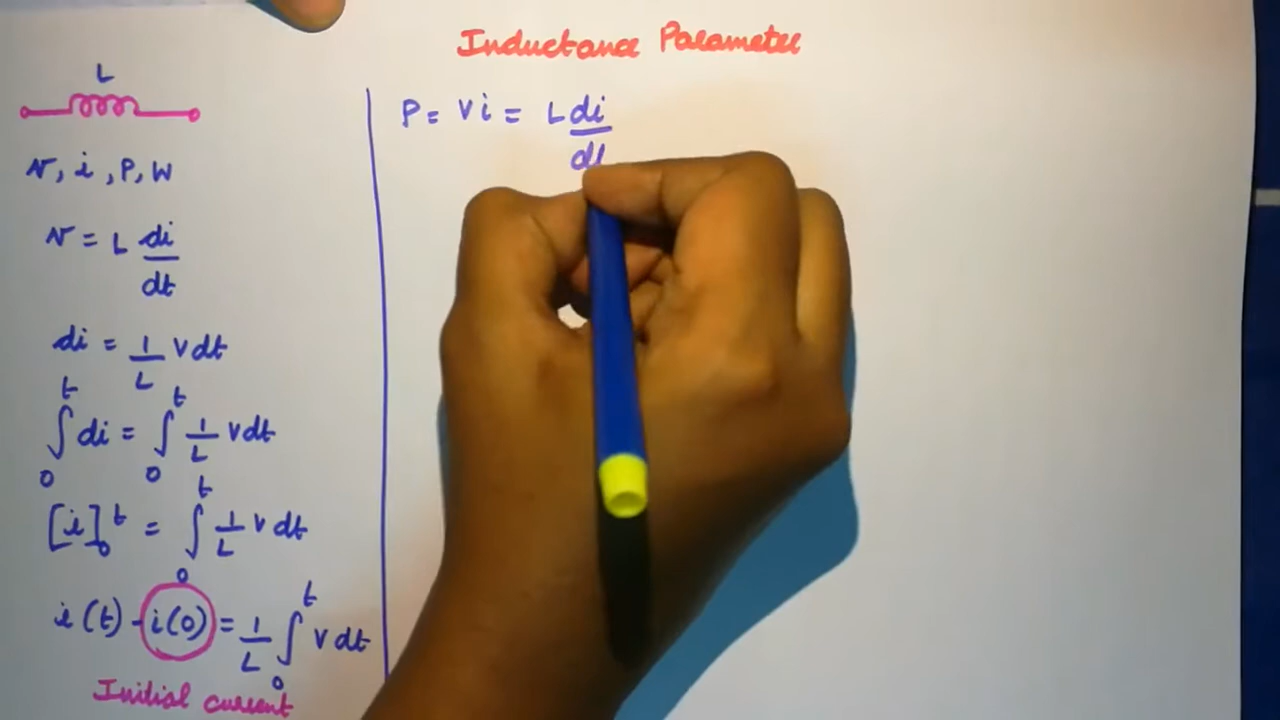 Inductance Parameter
L
v, i, P, W
v = L di/dt
di = 1/L v dt
∫₀ᵗ di = ∫₀ᵗ 1/L v dt
[i]₀ᵗ = ∫₀ᵗ 1/L v dt
i(t) - i(0) = 1/L ∫₀ᵗ v dt
Initial current
P = Vi = L di/dt